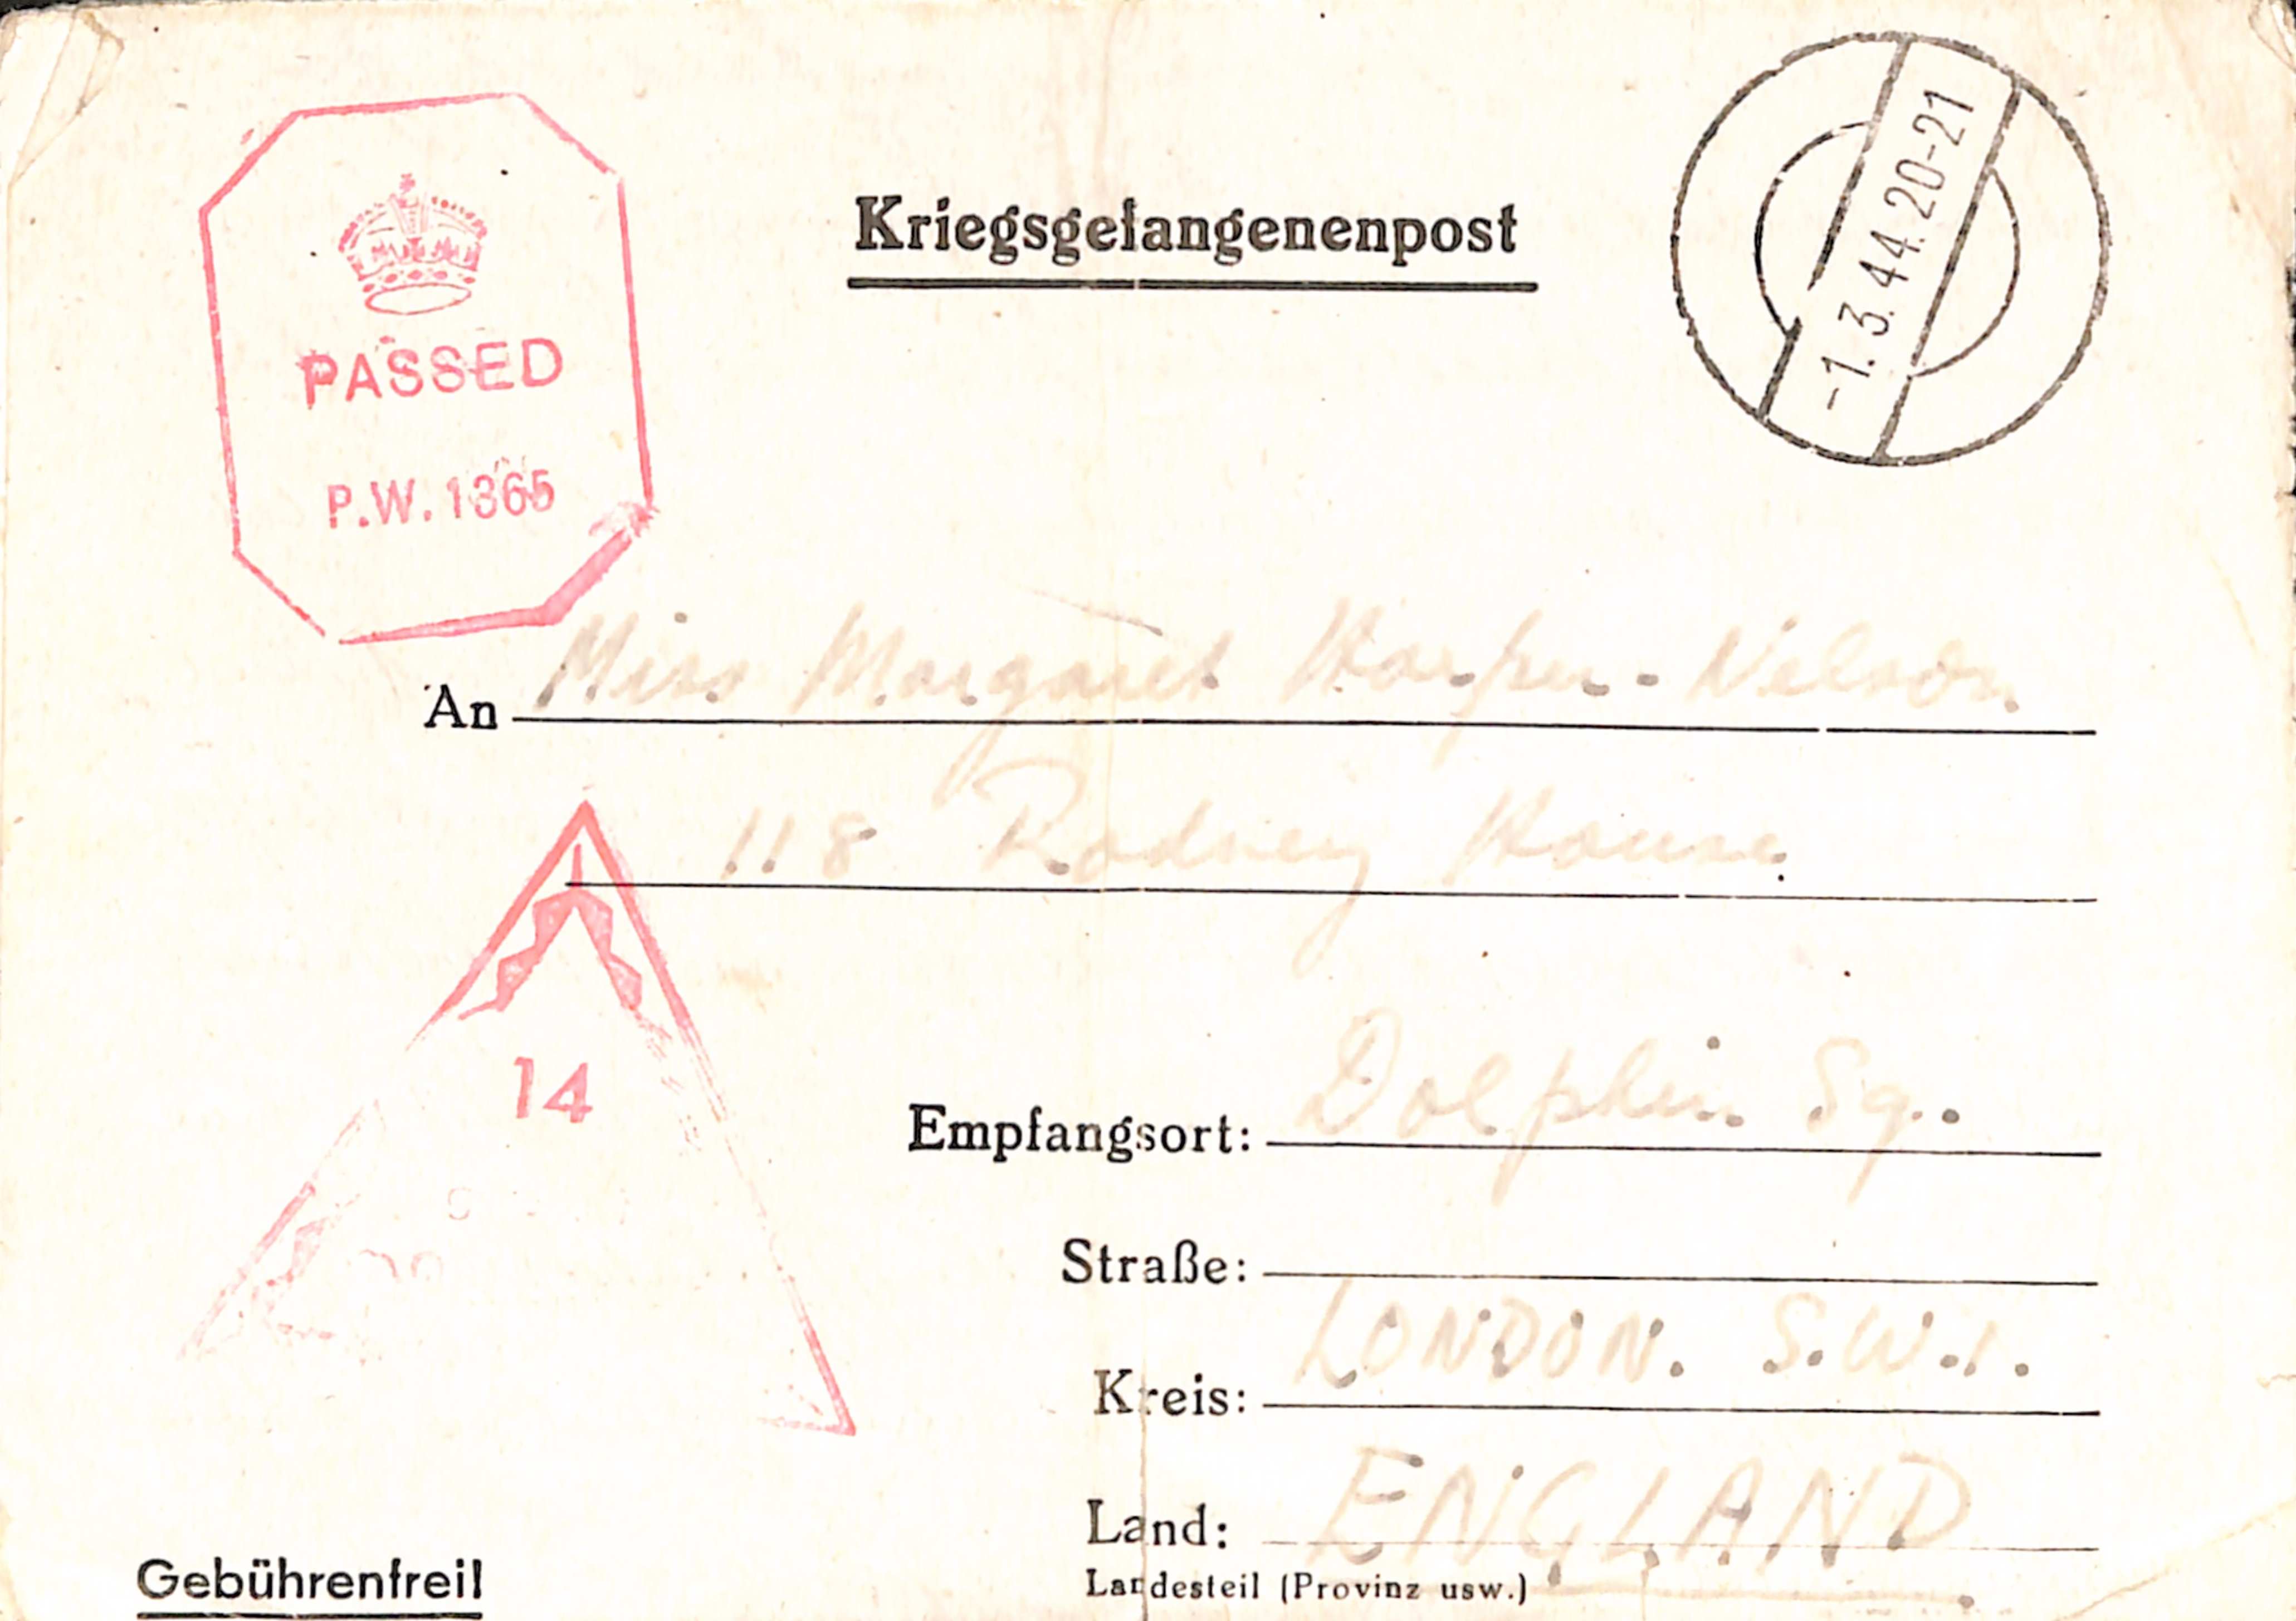 Kriegsgefangenenpost
-1.3.44.20-21
PASSED
P.W.1365
An Miss Margaret Harper-Nelson
118 Rodney House
14
Empfangsort: Dolphin Sq.
Straße:
LONDON. S.W.1.
Kreis:
Land: ENGLAND
Landesteil (Provinz usw.)
Gebührenfrei!